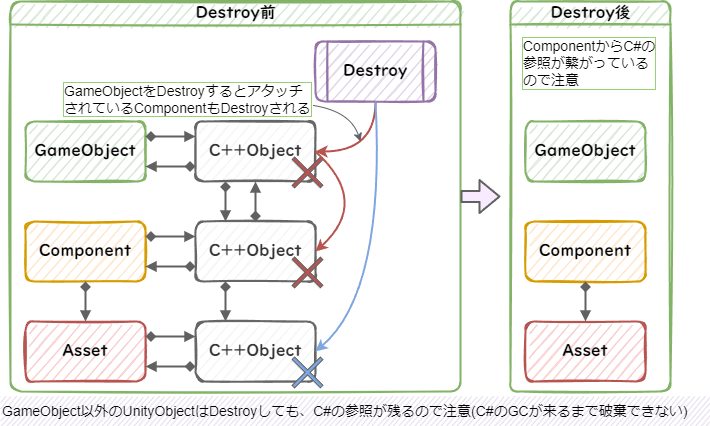 Destroy前
Destroy後
Destroy
ComponentからC#の
参照が繋がっている
ので注意
GameObjectをDestroyするとアタッチ
されているComponentもDestroyされる
GameObject
C++Object
GameObject
Component
C++Object
Component
Asset
C++Object
Asset
GameObject以外のUnityObjectはDestroyしても、C#の参照が残るので注意(C#のGCが来るまで破棄できない)